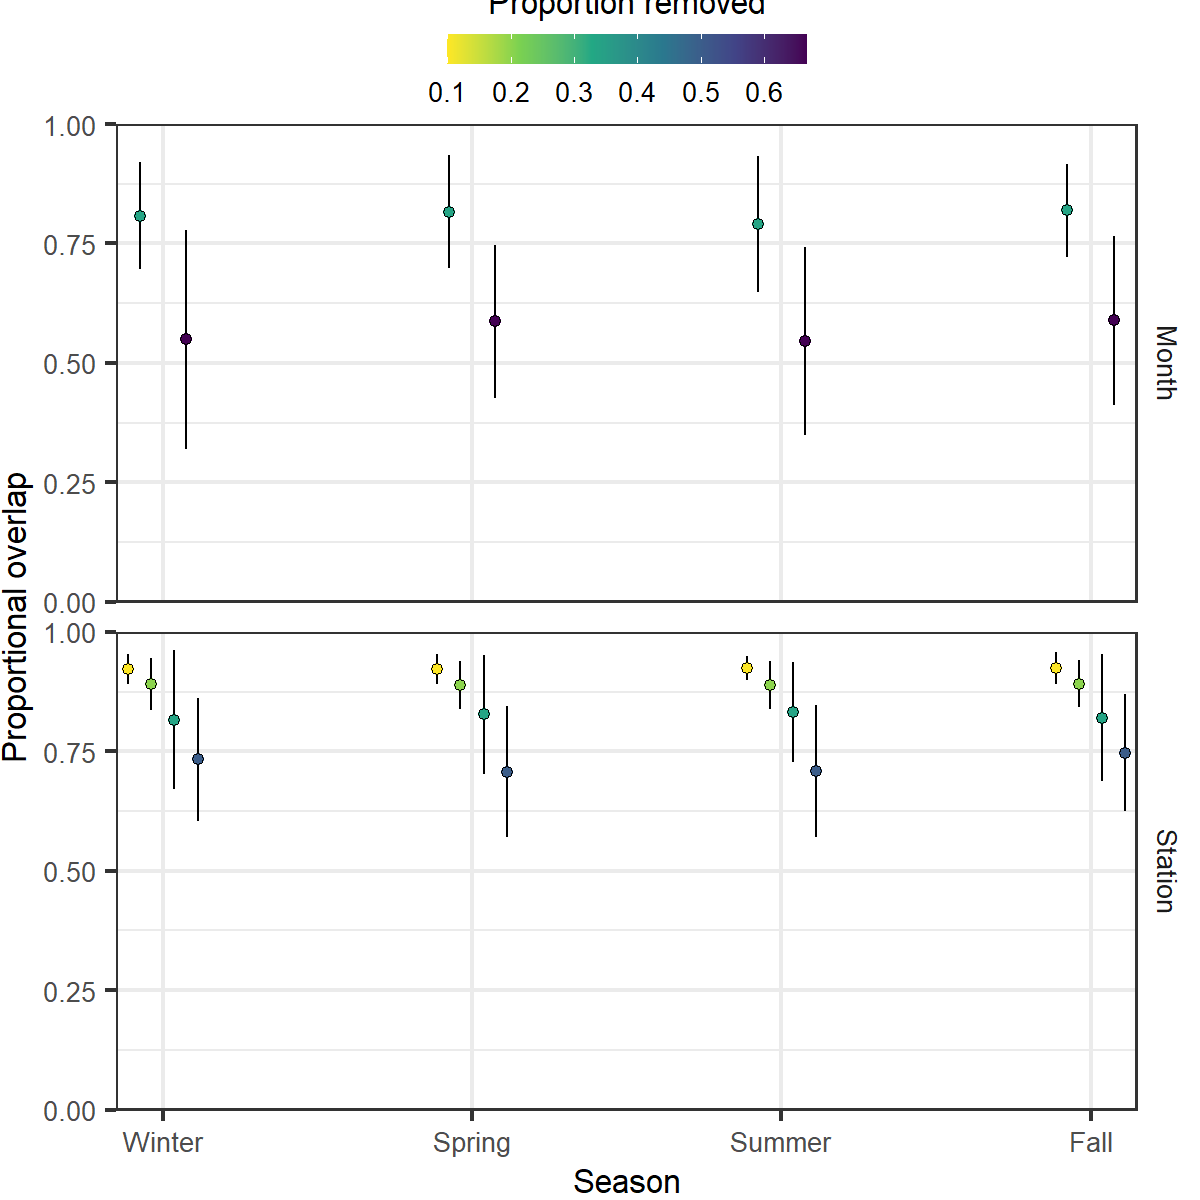 Proportion removed
0.1 0.2 0.3 0.4 0.5 0.6
1.00
0.75
0.50
0.25
0.00
Month
Proportional overlap
1.00
0.75
0.50
0.25
0.00
Station
Winter Spring Summer Fall
Season